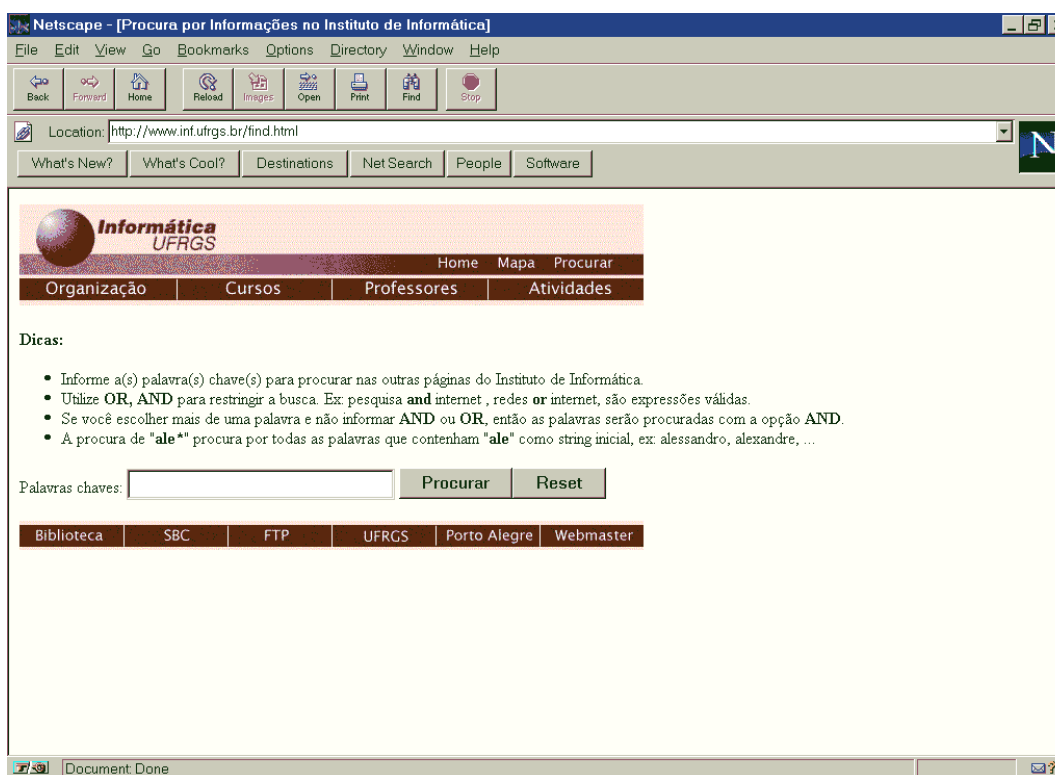 Netscape - [Procura por Informações no Instituto de Informática]
File Edit View Go Bookmarks Options Directory Window Help
Back Forward Home Reload Images Open Print Find Stop
Location: http://www.inf.ufrgs.br/find.html
N
What's New? What's Cool? Destinations Net Search People Software
Informática
UFRGS
Home Mapa Procurar
Organização Cursos Professores Atividades
Dicas:
• Informe a(s) palavra(s) chave(s) para procurar nas outras páginas do Instituto de Informática.
• Utilize OR, AND para restringir a busca. Ex: pesquisa and internet , redes or internet, são expressões válidas.
• Se você escolher mais de uma palavra e não informar AND ou OR, então as palavras serão procuradas com a opção AND.
• A procura de "ale*" procura por todas as palavras que contenham "ale" como string inicial, ex: alessandro, alexandre, ...
Palavras chaves: Procurar Reset
Biblioteca SBC FTP UFRGS Porto Alegre Webmaster
Document: Done